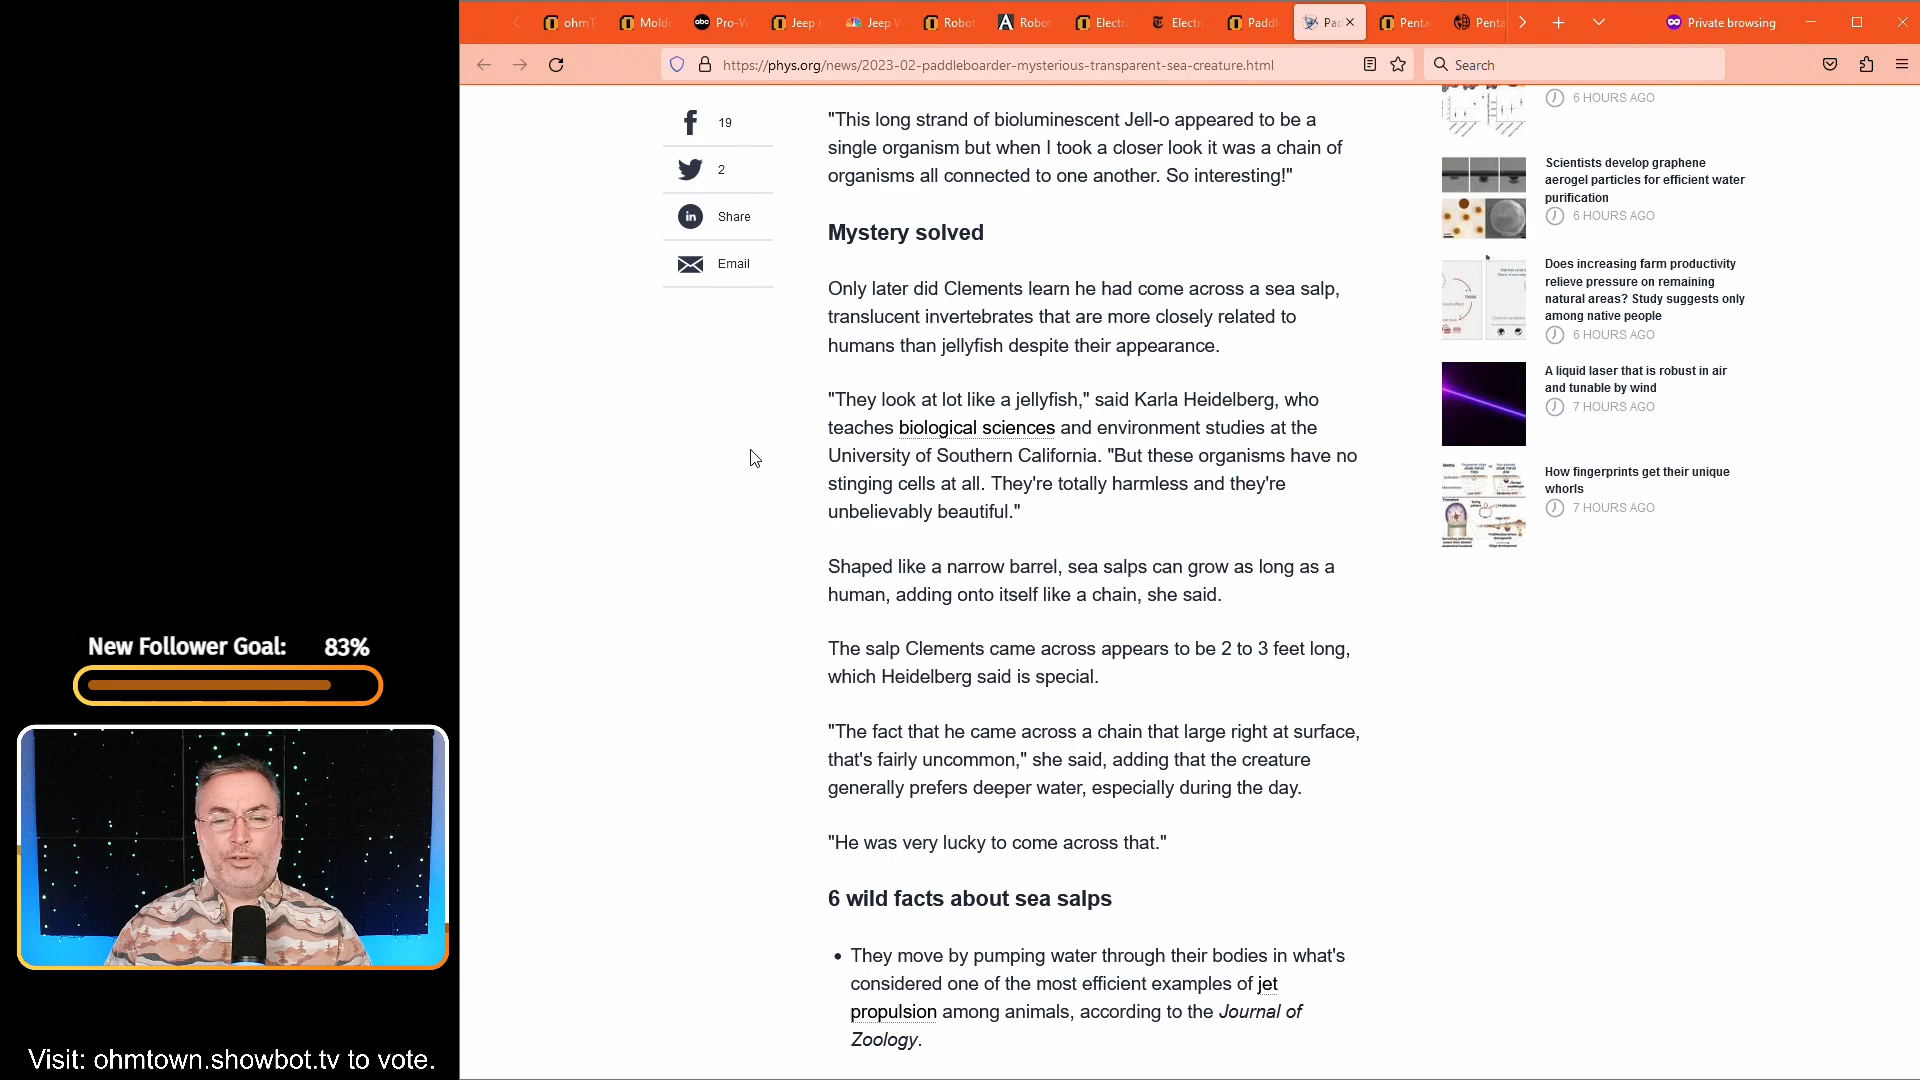 ohm
Molde
abc
Pro-W
Jeep r
Jeep W
Robot
A
Robot
Electri
Electri
Paddl
Pad
Penta
Penta
Private browsing
https://phys.org/news/2023-02-paddleboarder-mysterious-transparent-sea-creature.html
Search
19
2
Share
Email
"This long strand of bioluminescent Jell-o appeared to be a
single organism but when I took a closer look it was a chain of
organisms all connected to one another. So interesting!"
Mystery solved
Only later did Clements learn he had come across a sea salp,
translucent invertebrates that are more closely related to
humans than jellyfish despite their appearance.
"They look at lot like a jellyfish," said Karla Heidelberg, who
teaches biological sciences and environment studies at the
University of Southern California. "But these organisms have no
stinging cells at all. They're totally harmless and they're
unbelievably beautiful."
Shaped like a narrow barrel, sea salps can grow as long as a
human, adding onto itself like a chain, she said.
The salp Clements came across appears to be 2 to 3 feet long,
which Heidelberg said is special.
"The fact that he came across a chain that large right at surface,
that's fairly uncommon," she said, adding that the creature
generally prefers deeper water, especially during the day.
"He was very lucky to come across that."
6 wild facts about sea salps
• They move by pumping water through their bodies in what's
considered one of the most efficient examples of jet
propulsion among animals, according to the Journal of
Zoology.
6 HOURS AGO
Scientists develop graphene
aerogel particles for efficient water
purification
6 HOURS AGO
Does increasing farm productivity
relieve pressure on remaining
natural areas? Study suggests only
among native people
6 HOURS AGO
A liquid laser that is robust in air
and tunable by wind
7 HOURS AGO
How fingerprints get their unique
whorls
7 HOURS AGO
New Follower Goal: 83%
Visit: ohmtown.showbot.tv to vote.